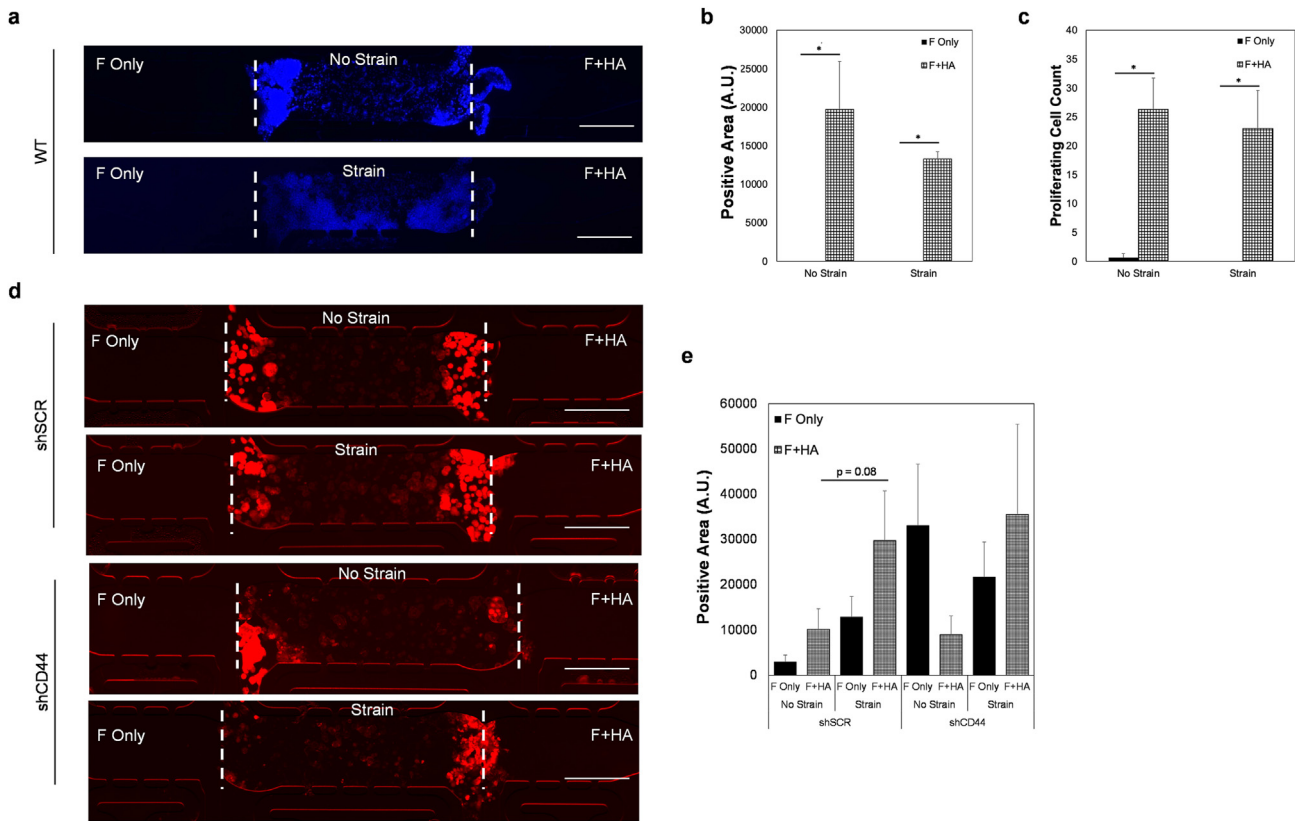 a
WT
F Only
No Strain
F+HA
F Only
Strain
F+HA
b
Positive Area (A.U.)
30000
25000
20000
15000
10000
5000
0
F Only
F+HA
*
*
No Strain
Strain
c
Proliferating Cell Count
40
35
30
25
20
15
10
5
0
F Only
F+HA
*
*
No Strain
Strain
d
shSCR
F Only
No Strain
F+HA
F Only
Strain
F+HA
shCD44
F Only
No Strain
F+HA
F Only
Strain
F+HA
e
Positive Area (A.U.)
60000
50000
40000
30000
20000
10000
0
F Only
F+HA
p = 0.08
F Only F+HA F Only F+HA F Only F+HA F Only F+HA
No Strain Strain No Strain Strain
shSCR shCD44